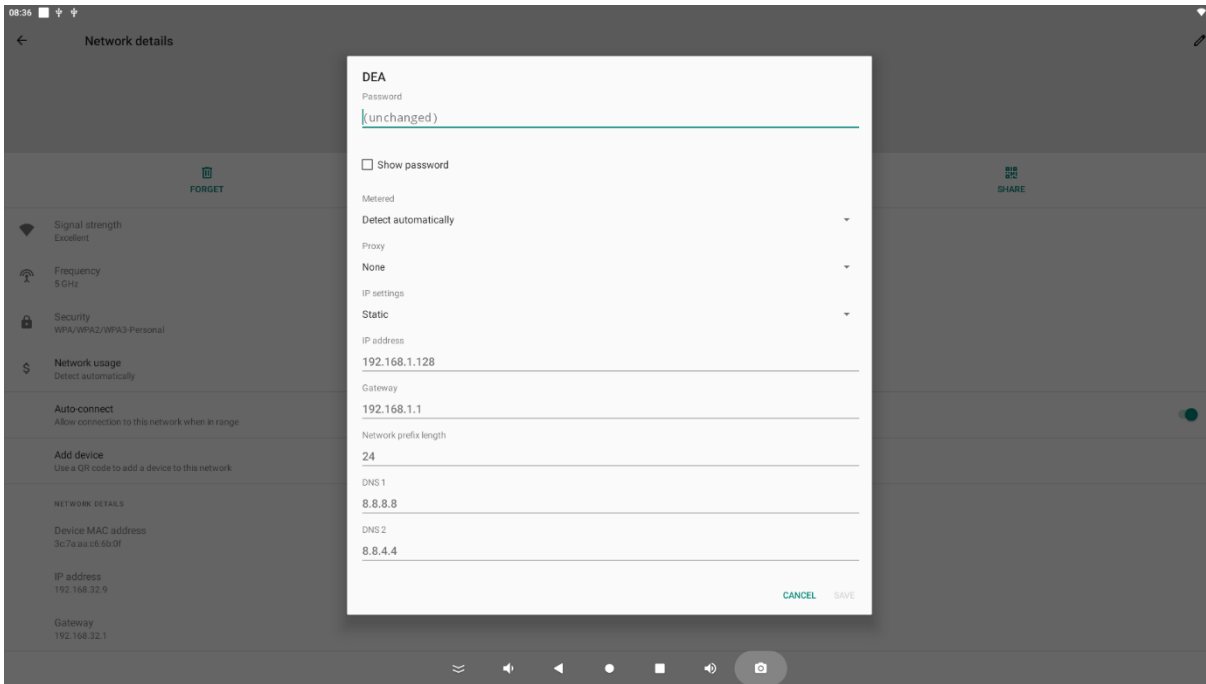 08:36
Network details
DEA
Password
(unchanged)
Show password
Metered
Detect automatically
Proxy
None
IP settings
Static
IP address
192.168.1.128
Gateway
192.168.1.1
Network prefix length
24
DNS 1
8.8.8.8
DNS 2
8.8.4.4
CANCEL SAVE
FORGET
SHARE
Signal strength
Excellent
Frequency
5 GHz
Security
WPA/WPA2/WPA3-Personal
Network usage
Detect automatically
Auto-connect
Allow connection to this network when in range
Add device
Use a QR code to add a device to this network
NETWORK DETAILS
Device MAC address
3c:7a:aa:c6:6b:0f
IP address
192.168.32.9
Gateway
192.168.32.1